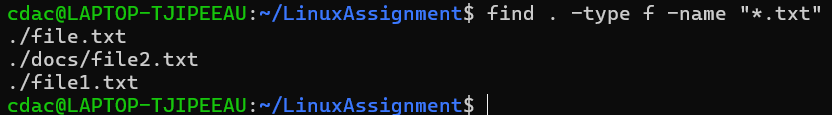 cdac@LAPTOP-TJIPEEAU:~/LinuxAssignment$ find . -type f -name "*.txt"
./file.txt
./docs/file2.txt
./file1.txt
cdac@LAPTOP-TJIPEEAU:~/LinuxAssignment$